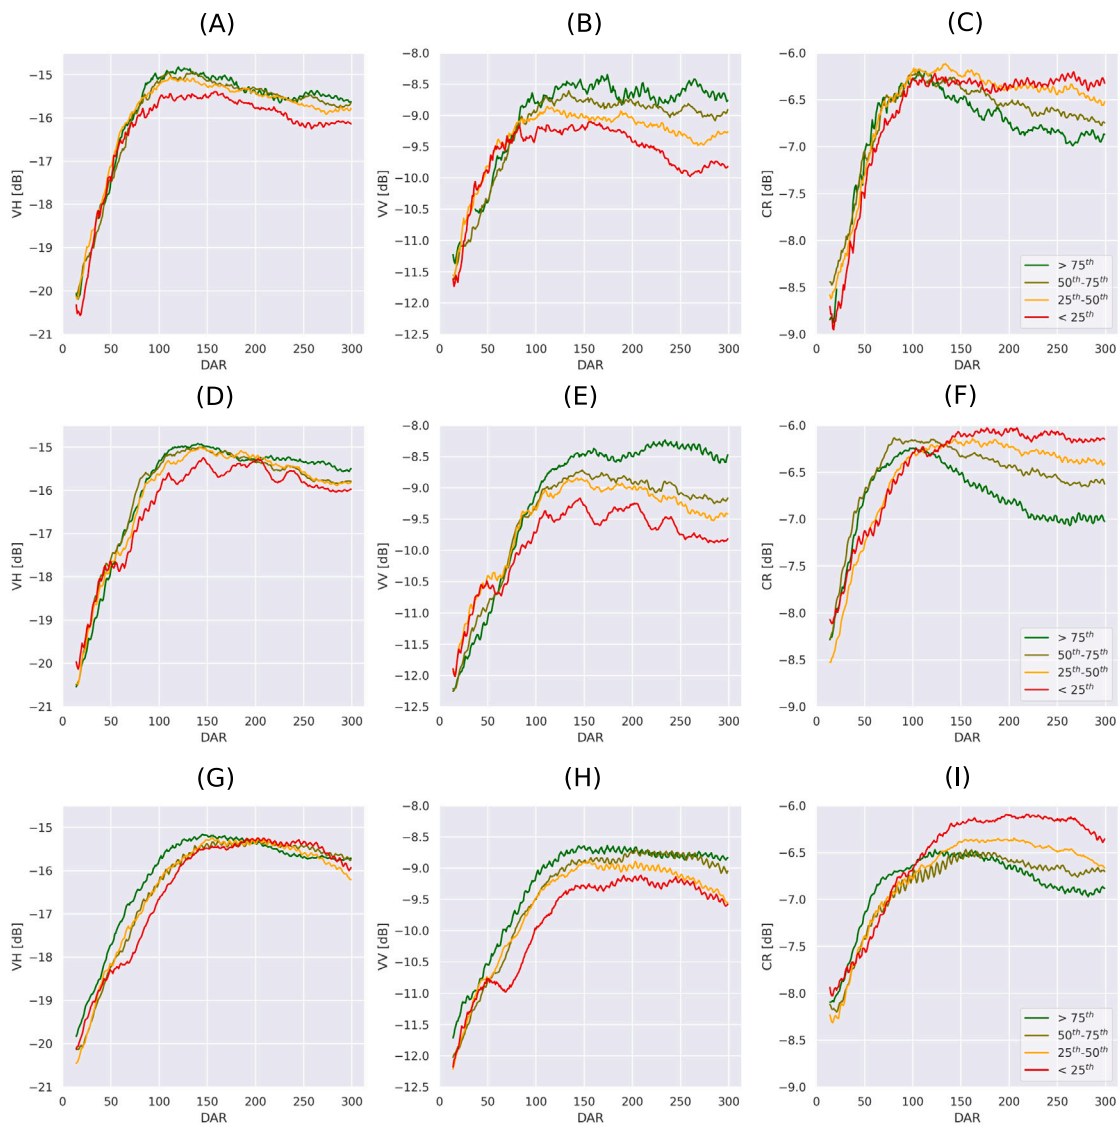 (A)
(B)
(C)
VH [dB]
−15
−16
−17
−18
−19
−20
−21
0 50 100 150 200 250 300
DAR
VV [dB]
−8.0
−8.5
−9.0
−9.5
−10.0
−10.5
−11.0
−11.5
−12.0
−12.5
0 50 100 150 200 250 300
DAR
CR [dB]
−6.0
−6.5
−7.0
−7.5
−8.0
−8.5
−9.0
0 50 100 150 200 250 300
DAR
> 75th
50th-75th
25th-50th
< 25th
(D)
(E)
(F)
VH [dB]
−15
−16
−17
−18
−19
−20
−21
0 50 100 150 200 250 300
DAR
VV [dB]
−8.0
−8.5
−9.0
−9.5
−10.0
−10.5
−11.0
−11.5
−12.0
−12.5
0 50 100 150 200 250 300
DAR
CR [dB]
−6.0
−6.5
−7.0
−7.5
−8.0
−8.5
−9.0
0 50 100 150 200 250 300
DAR
> 75th
50th-75th
25th-50th
< 25th
(G)
(H)
(I)
VH [dB]
−15
−16
−17
−18
−19
−20
−21
0 50 100 150 200 250 300
DAR
VV [dB]
−8.0
−8.5
−9.0
−9.5
−10.0
−10.5
−11.0
−11.5
−12.0
−12.5
0 50 100 150 200 250 300
DAR
CR [dB]
−6.0
−6.5
−7.0
−7.5
−8.0
−8.5
−9.0
0 50 100 150 200 250 300
DAR
> 75th
50th-75th
25th-50th
< 25th